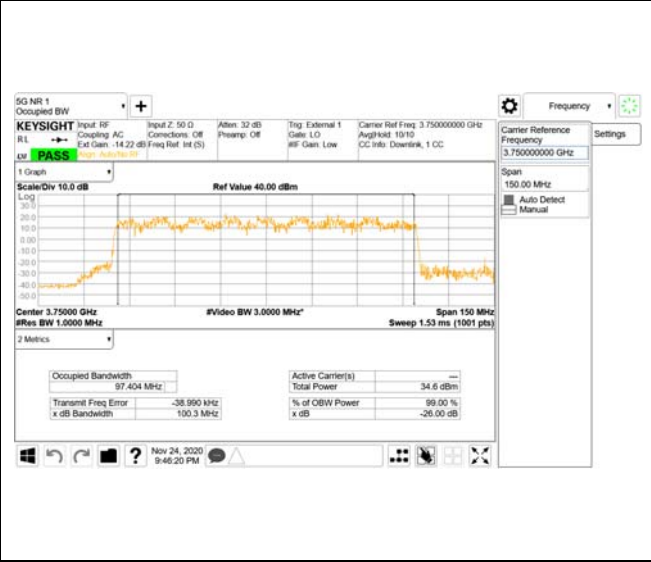 5G NR 1
Occupied BW
+
Frequency
KEYSIGHT
R L
PASS
Input: RF
Coupling: AC
Ext Gain: -14.22 dB
Align: Auto/No RF
Input Z: 50 Ω
Corrections: Off
Freq Ref: Int (S)
Atten: 32 dB
Preamp: Off
Trig: External 1
Gate: LO
#IF Gain: Low
Carrier Ref Freq: 3.750000000 GHz
Avg|Hold: 10/10
CC Info: Downlink, 1 CC
Carrier Reference
Frequency
3.750000000 GHz
Settings
Span
150.00 MHz
Auto Detect
Manual
1 Graph
Scale/Div 10.0 dB
Ref Value 40.00 dBm
Log
30.0
20.0
10.0
0.00
-10.0
-20.0
-30.0
-40.0
-50.0
Center 3.75000 GHz
#Video BW 3.0000 MHz*
Span 150 MHz
#Res BW 1.0000 MHz
Sweep 1.53 ms (1001 pts)
2 Metrics
Occupied Bandwidth
97.404 MHz
Transmit Freq Error -38.990 kHz
x dB Bandwidth 100.3 MHz
Active Carrier(s) ---
Total Power 34.6 dBm
% of OBW Power 99.00 %
x dB -26.00 dB
?
Nov 24, 2020
9:46:20 PM